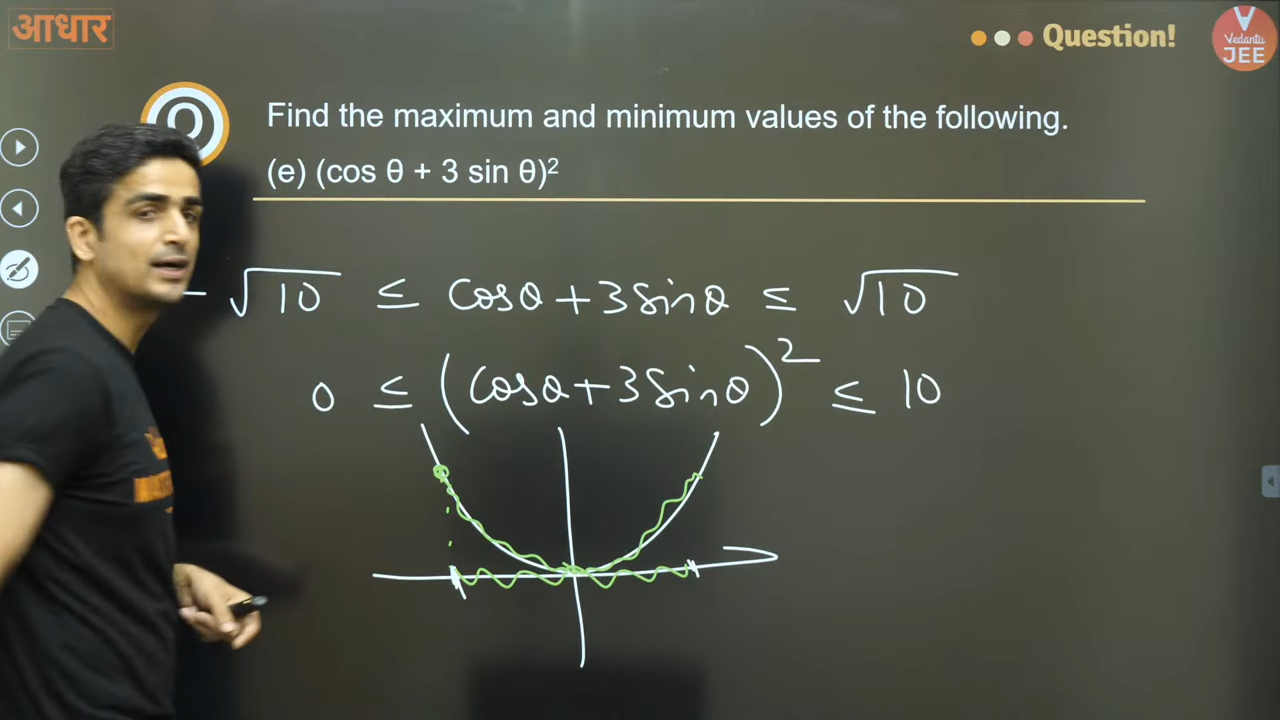 आधार
Question!
Vedantu
JEE
Find the maximum and minimum values of the following.
(e) (cos θ + 3 sin θ)²
- √10 ≤ cosθ + 3sinθ ≤ √10
0 ≤ (cosθ + 3sinθ)² ≤ 10